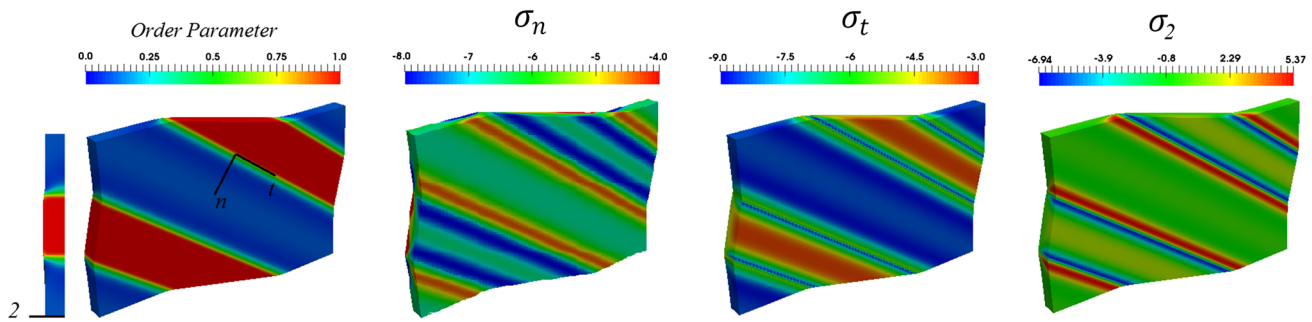 Order Parameter
0.0 0.25 0.5 0.75 1.0
n
t
2
σn
-8.0 -7 -6 -5 -4.0
σt
-9.0 -7.5 -6 -4.5 -3.0
σ2
-6.94 -3.9 -0.8 2.29 5.37